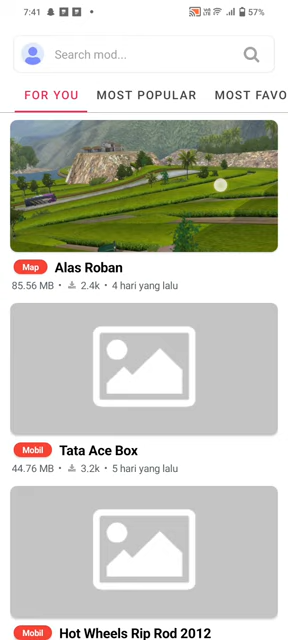 7:41
VoLTE 57%
Search mod...
FOR YOU MOST POPULAR MOST FAVO
Map Alas Roban
85.56 MB • 2.4k • 4 hari yang lalu
Mobil Tata Ace Box
44.76 MB • 3.2k • 5 hari yang lalu
Mobil Hot Wheels Rip Rod 2012